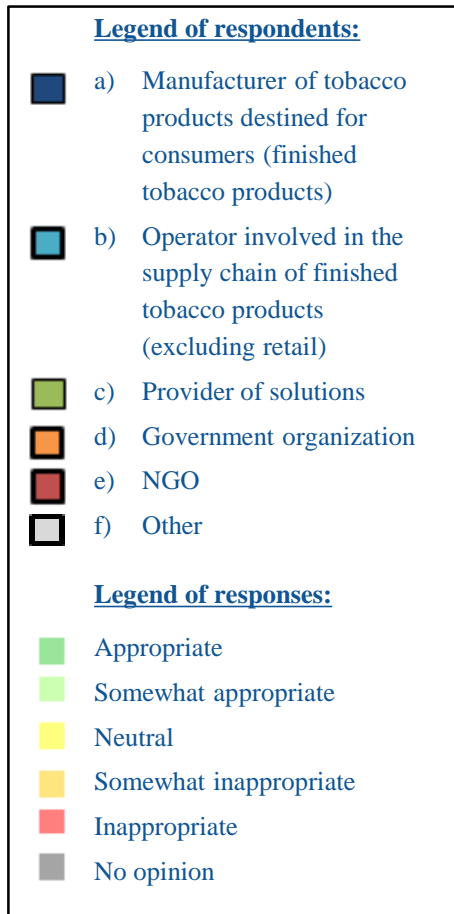 Legend of respondents:
a) Manufacturer of tobacco
products destined for
consumers (finished
tobacco products)
b) Operator involved in the
supply chain of finished
tobacco products
(excluding retail)
c) Provider of solutions
d) Government organization
e) NGO
f) Other
Legend of responses:
Appropriate
Somewhat appropriate
Neutral
Somewhat inappropriate
Inappropriate
No opinion